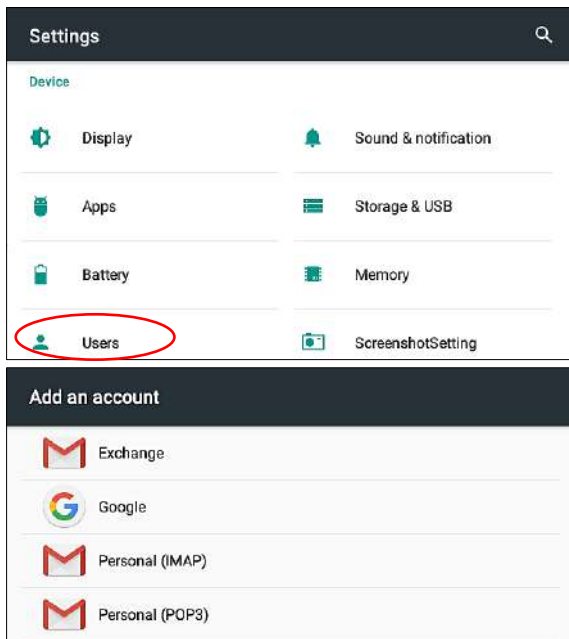 Settings
Device
Display
Sound & notification
Apps
Storage & USB
Battery
Memory
Users
ScreenshotSetting
Add an account
Exchange
Google
Personal (IMAP)
Personal (POP3)